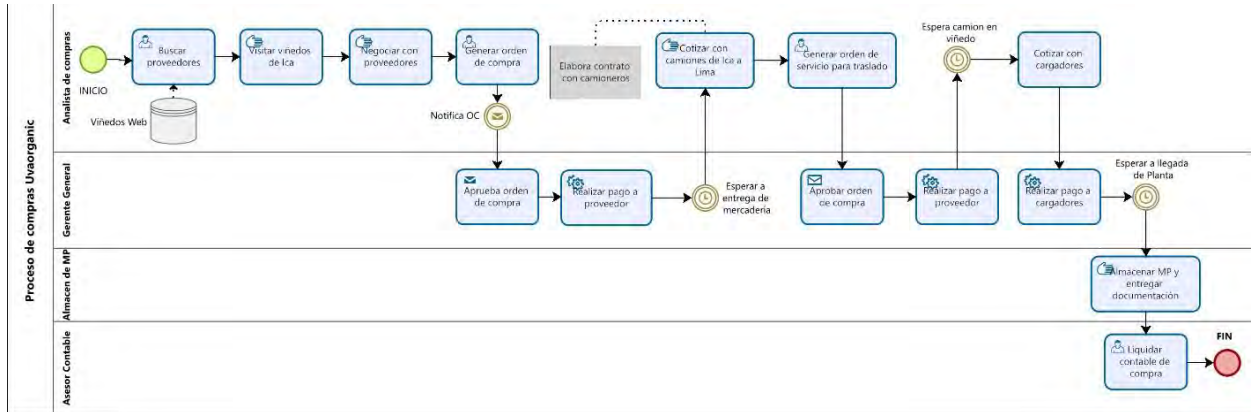 Proceso de compras Uvaorganic
Analista de compras
INICIO
Buscar
proveedores
Viñedos Web
Visitar viñedos
de Ica
Negociar con
proveedores
Generar orden
de compra
Notifica OC
Elabora contrato
con camioneros
Cotizar con
camiones de Ica a
Lima
Generar orden de
servicio para traslado
Espera camion en
viñedo
Cotizar con
cargadores
Gerente General
Aprueba orden
de compra
Realizar pago a
proveedor
Esperar a
entrega de
mercaderia
Aprobar orden
de compra
Realizar pago a
proveedor
Realizar pago a
cargadores
Esperar a llegada
de Planta
Almacen de MP
Almacenar MP y
entregar
documentación
Asesor Contable
Liquidar
contable de
compra
FIN